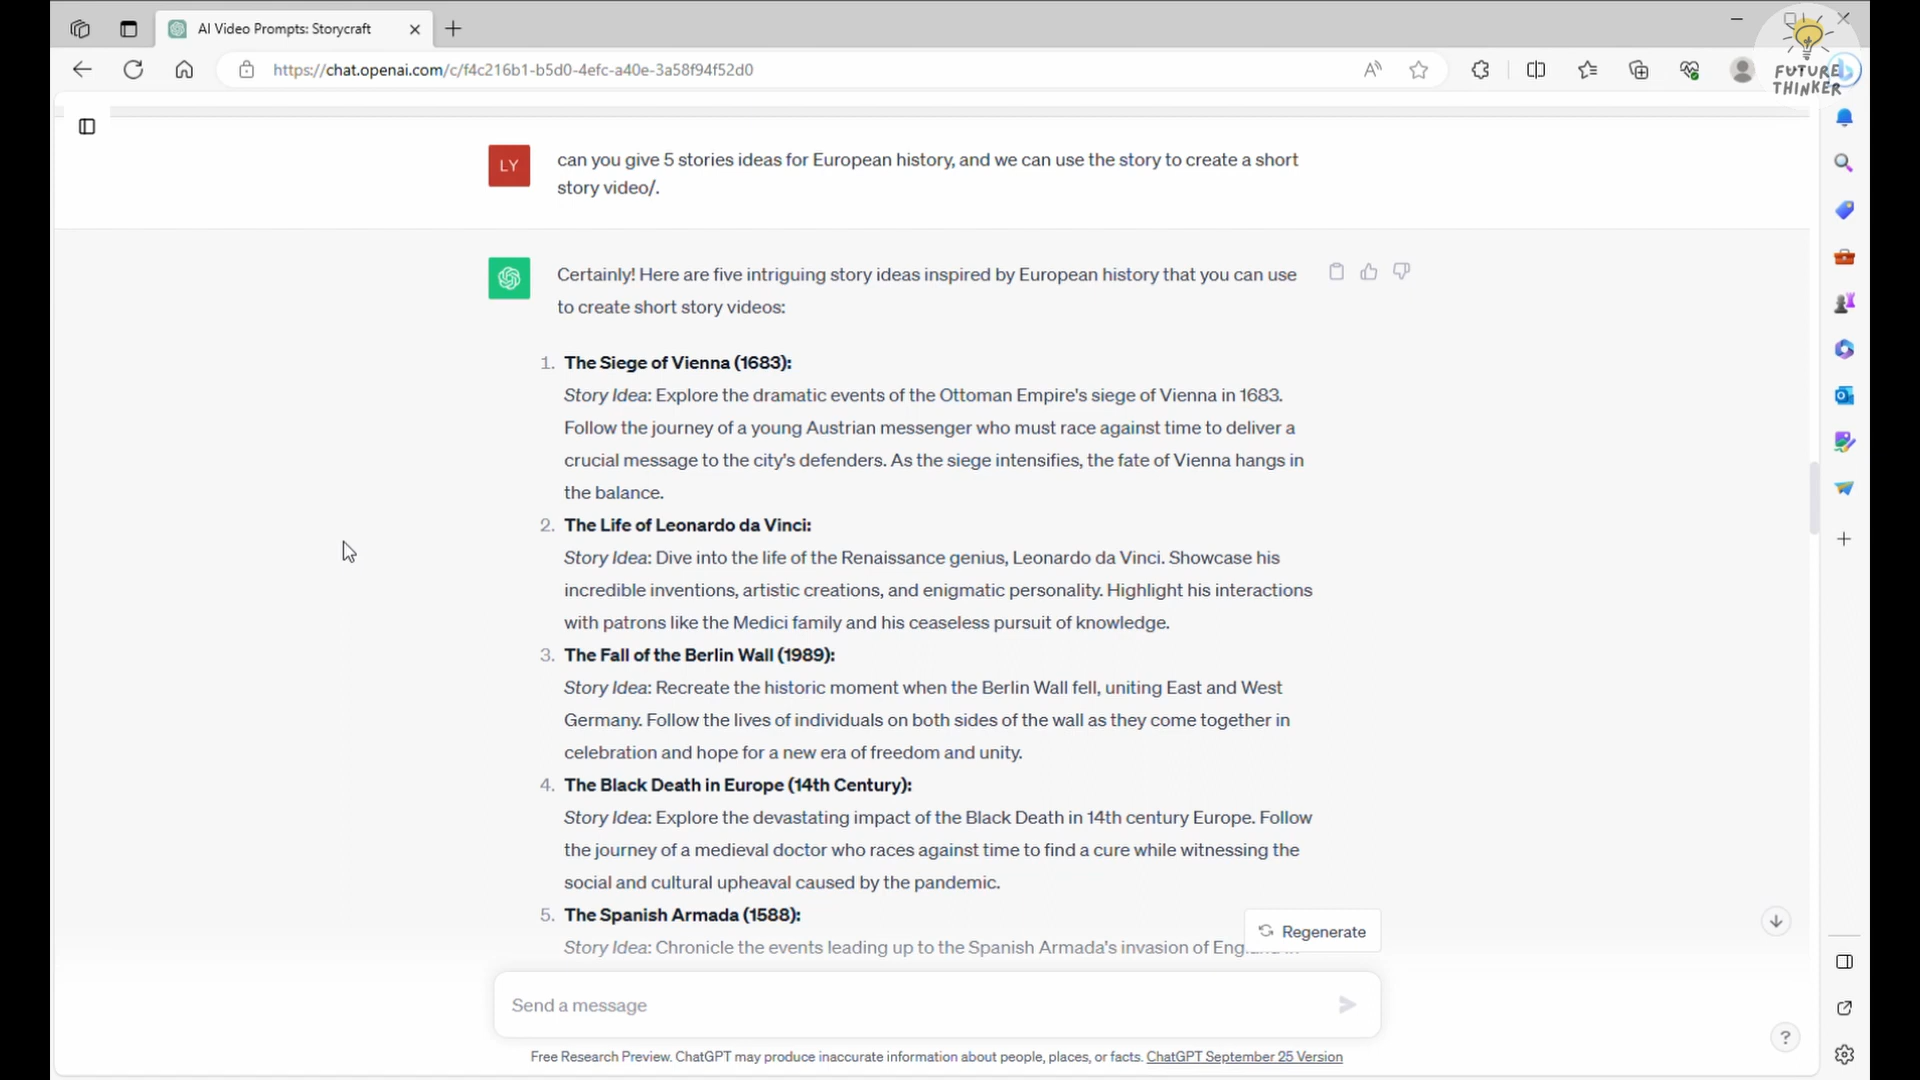 AI Video Prompts: Storycraft
https://chat.openai.com/c/f4c216b1-b5d0-4efc-a40e-3a58f94f52d0
FUTURE
THINKER
LY
can you give 5 stories ideas for European history, and we can use the story to create a short
story video/.
Certainly! Here are five intriguing story ideas inspired by European history that you can use
to create short story videos:
1. The Siege of Vienna (1683):
Story Idea: Explore the dramatic events of the Ottoman Empire's siege of Vienna in 1683.
Follow the journey of a young Austrian messenger who must race against time to deliver a
crucial message to the city's defenders. As the siege intensifies, the fate of Vienna hangs in
the balance.
2. The Life of Leonardo da Vinci:
Story Idea: Dive into the life of the Renaissance genius, Leonardo da Vinci. Showcase his
incredible inventions, artistic creations, and enigmatic personality. Highlight his interactions
with patrons like the Medici family and his ceaseless pursuit of knowledge.
3. The Fall of the Berlin Wall (1989):
Story Idea: Recreate the historic moment when the Berlin Wall fell, uniting East and West
Germany. Follow the lives of individuals on both sides of the wall as they come together in
celebration and hope for a new era of freedom and unity.
4. The Black Death in Europe (14th Century):
Story Idea: Explore the devastating impact of the Black Death in 14th century Europe. Follow
the journey of a medieval doctor who races against time to find a cure while witnessing the
social and cultural upheaval caused by the pandemic.
5. The Spanish Armada (1588):
Story Idea: Chronicle the events leading up to the Spanish Armada's invasion of
Regenerate
Send a message
Free Research Preview. ChatGPT may produce inaccurate information about people, places, or facts. ChatGPT September 25 Version